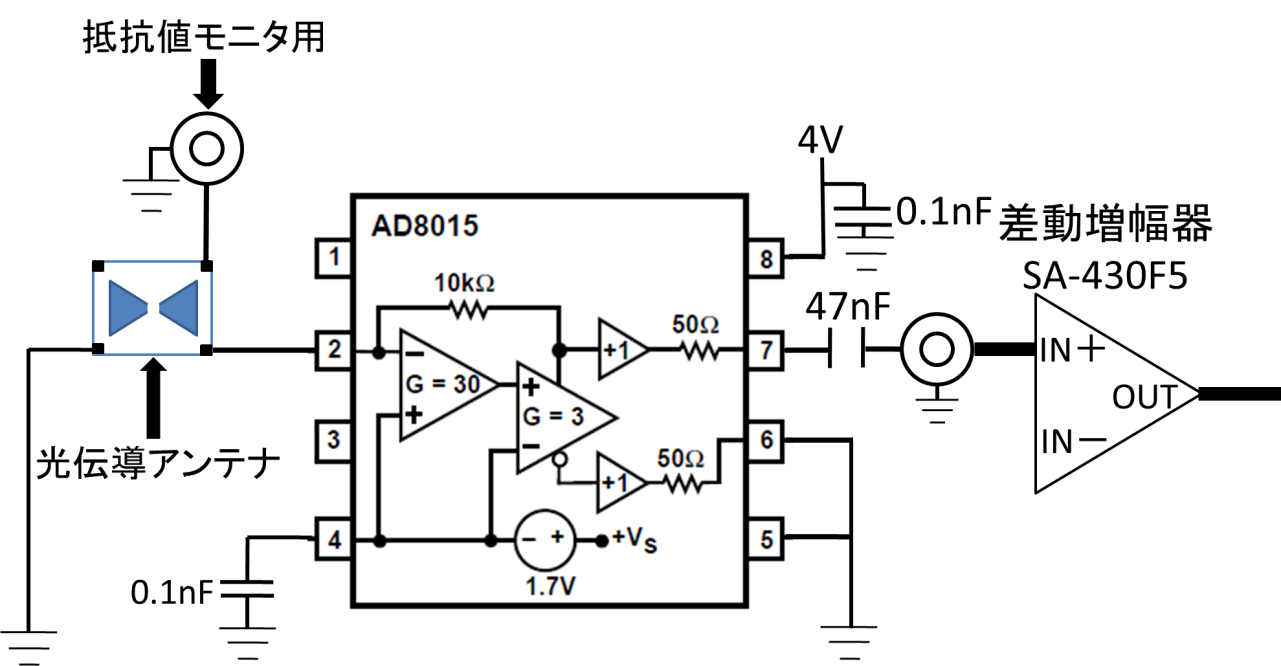 抵抗値モニタ用
4V
0.1nF
差動増幅器
SA-430F5
AD8015
1
8
10kΩ
47nF
50Ω
2
+1
7
IN＋
G = 30
G = 3
OUT
3
6
IN－
光伝導アンテナ
50Ω
+1
4
5
+VS
1.7V
0.1nF